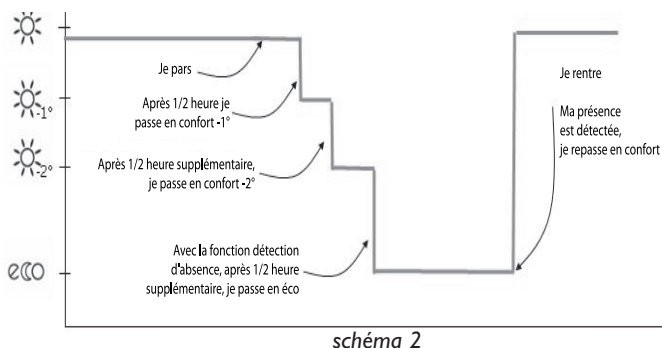 Je pars
Après 1/2 heure je
passe en confort -1°
Après 1/2 heure supplémentaire,
je passe en confort -2°
Avec la fonction détection
d'absence, après 1/2 heure
supplémentaire, je passe en éco
Je rentre
Ma présence
est détectée,
je repasse en confort
-1°
-2°
eco
schéma 2